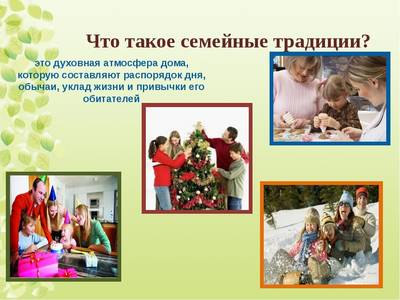 Что такое семейные традиции?
это духовная атмосфера дома,
которую составляют распорядок дня,
обычаи, уклад жизни и привычки его
обитателей